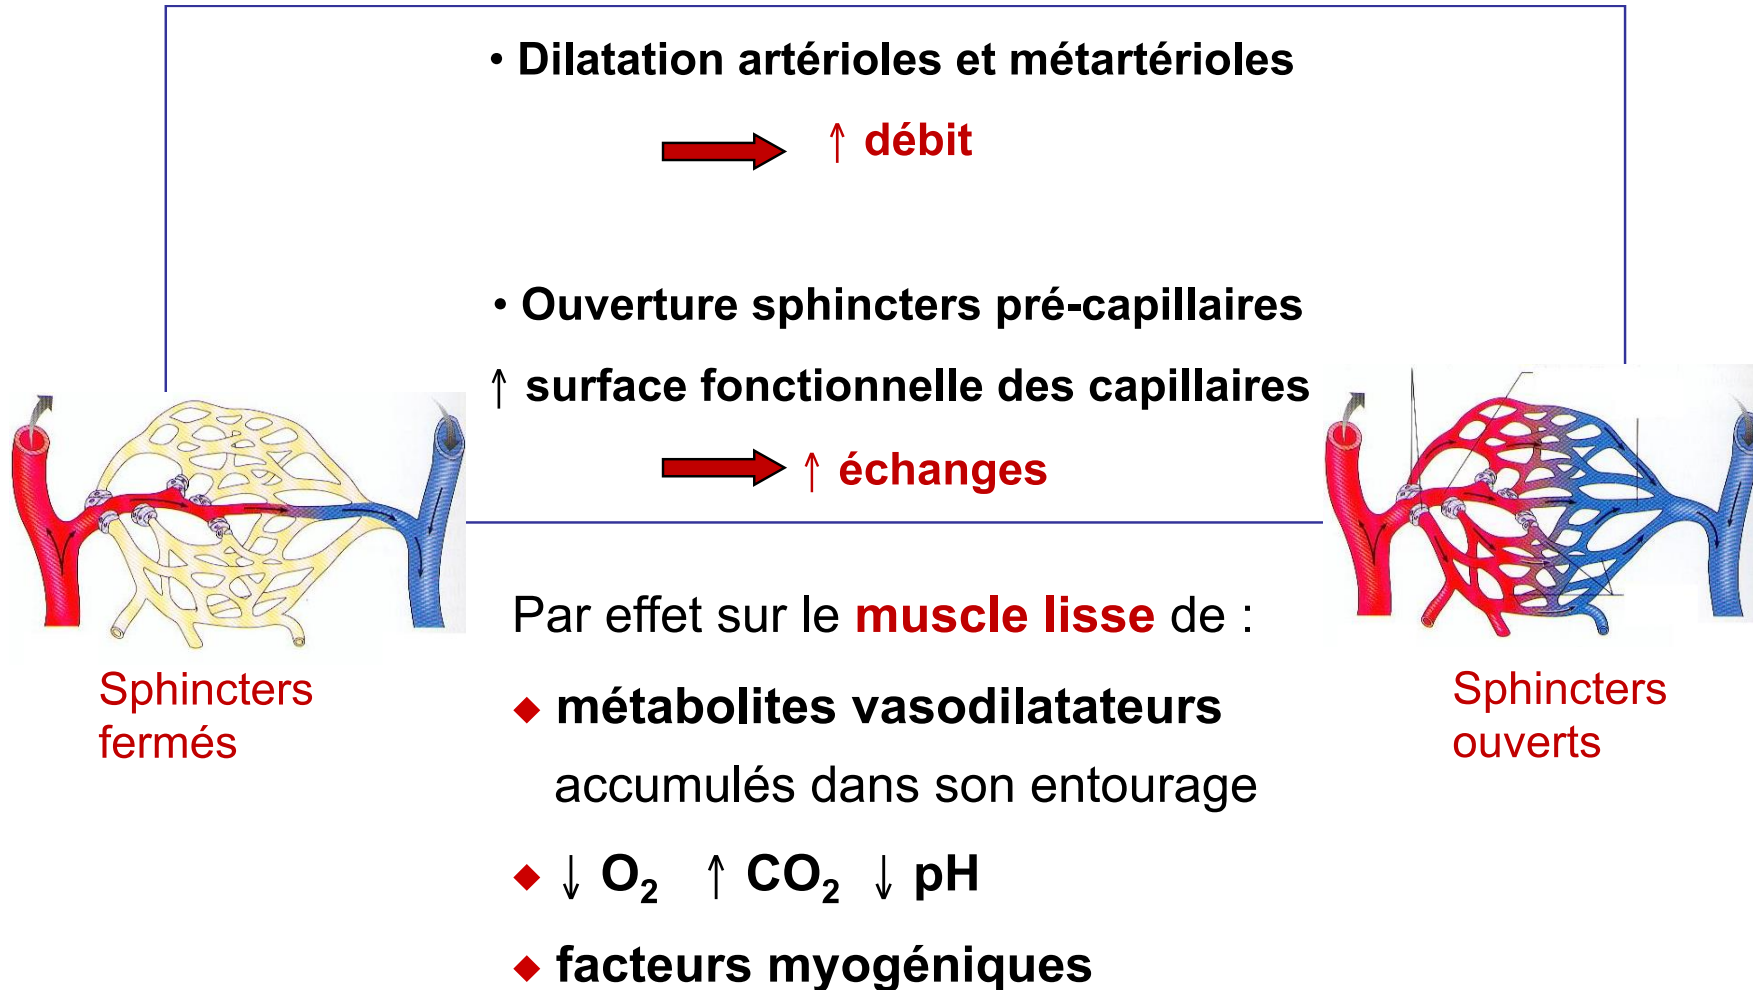 • Dilatation artérioles et métartérioles
↑ débit
• Ouverture sphincters pré-capillaires
↑ surface fonctionnelle des capillaires
↑ échanges
Sphincters
fermés
Sphincters
ouverts
Par effet sur le muscle lisse de :
◆ métabolites vasodilatateurs
accumulés dans son entourage
◆ ↓ O₂ ↑ CO₂ ↓ pH
◆ facteurs myogéniques